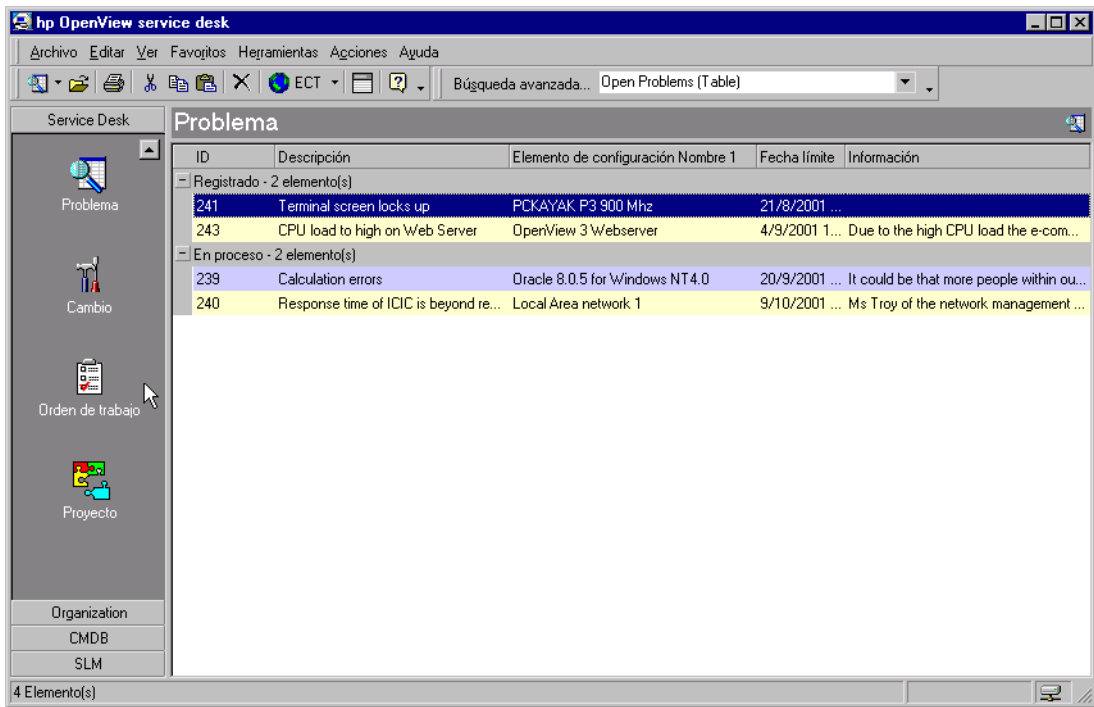 hp OpenView service desk
Archivo Editar Ver Favoritos Herramientas Acciones Ayuda
ECT Búsqueda avanzada... Open Problems (Table)
Service Desk
Problema
ID Descripción Elemento de configuración Nombre 1 Fecha límite Información
Registrado - 2 elemento(s)
241 Terminal screen locks up PCKAYAK P3 900 Mhz 21/8/2001 ...
243 CPU load to high on Web Server OpenView 3 Webserver 4/9/2001 1... Due to the high CPU load the e-com...
En proceso - 2 elemento(s)
239 Calculation errors Oracle 8.0.5 for Windows NT4.0 20/9/2001 ... It could be that more people within ou...
240 Response time of ICIC is beyond re... Local Area network 1 9/10/2001 ... Ms Troy of the network management ...
Problema
Cambio
Orden de trabajo
Proyecto
Organization
CMDB
SLM
4 Elemento(s)